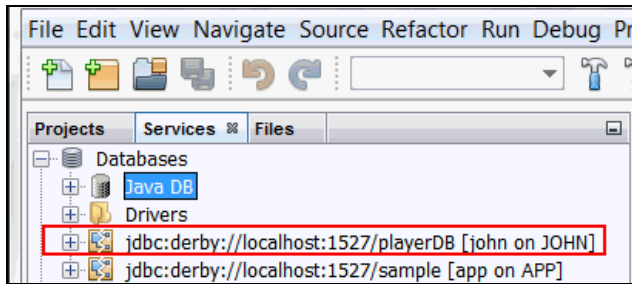 File Edit View Navigate Source Refactor Run Debug
Projects Services Files
Databases
Java DB
Drivers
jdbc:derby://localhost:1527/playerDB [john on JOHN]
jdbc:derby://localhost:1527/sample [app on APP]